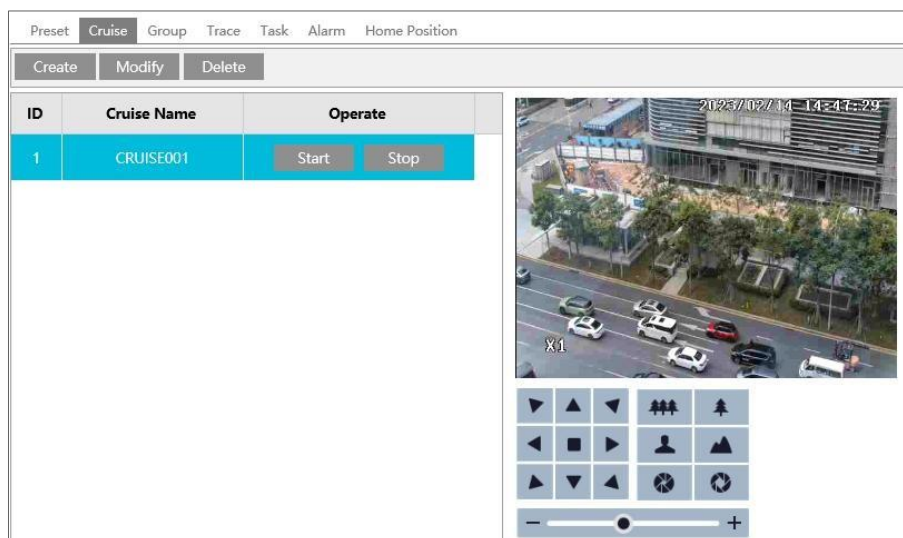 Preset Cruise Group Trace Task Alarm Home Position
Create Modify Delete
ID Cruise Name Operate
1 CRUISE001 Start Stop
2023/02/14 14:47:29
X1